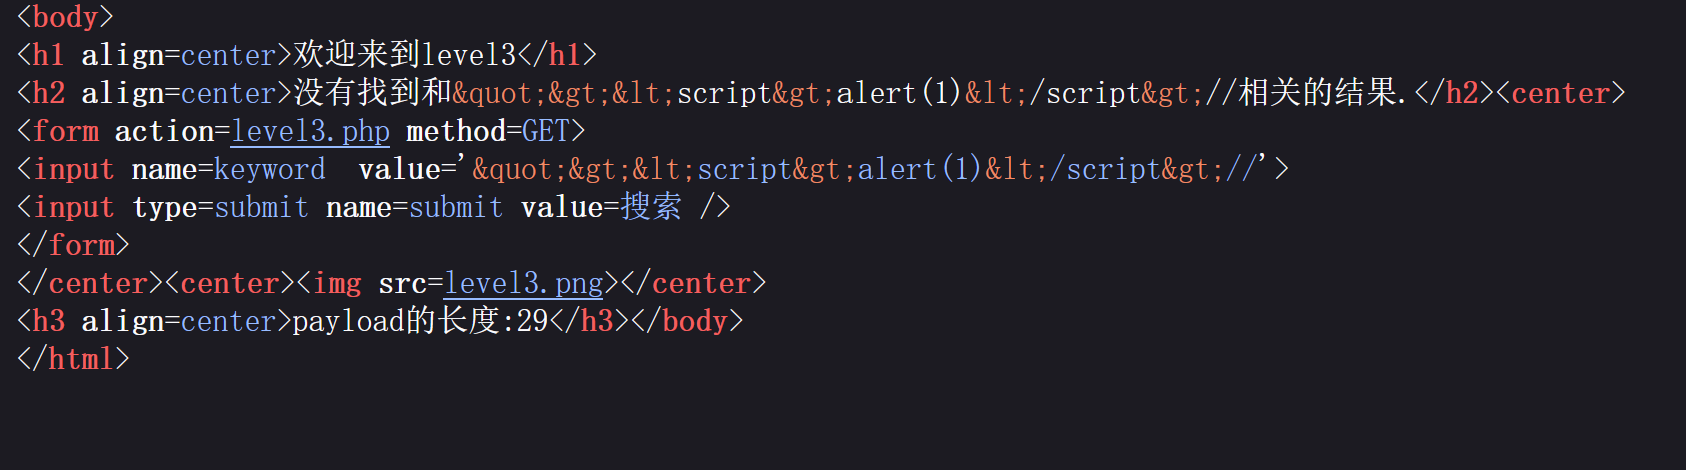 <body>
<h1 align=center>欢迎来到level3</h1>
<h2 align=center>没有找到和&quot;&gt;&lt;script&gt;alert(1)&lt;/script&gt;//相关的结果.</h2><center>
<form action=level3.php method=GET>
<input name=keyword  value='&quot;&gt;&lt;script&gt;alert(1)&lt;/script&gt;//'>
<input type=submit name=submit value=搜索 />
</form>
</center><center><img src=level3.png></center>
<h3 align=center>payload的长度:29</h3></body>
</html>